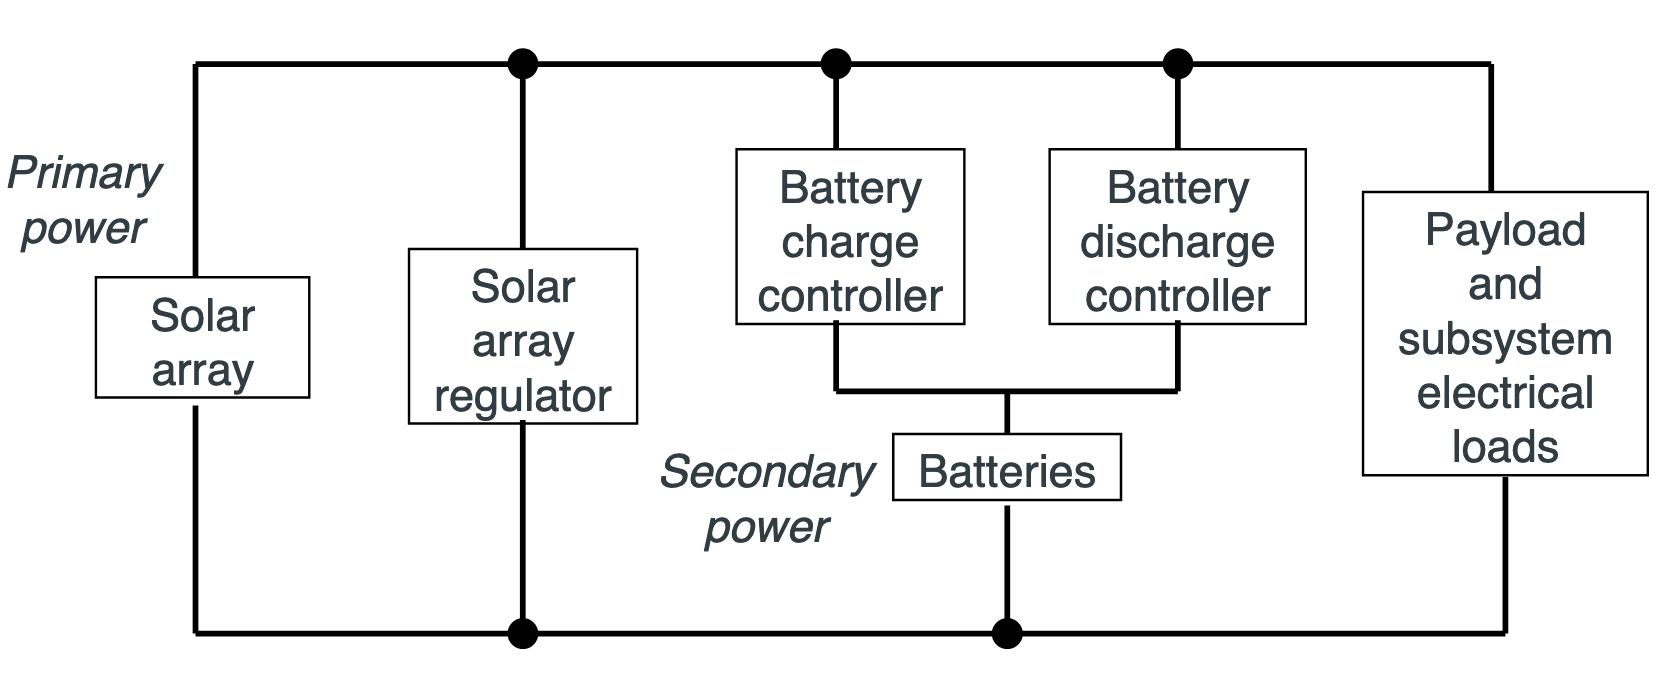 Primary
power
Solar
array
Solar
array
regulator
Battery
charge
controller
Battery
discharge
controller
Secondary
power
Batteries
Payload
and
subsystem
electrical
loads